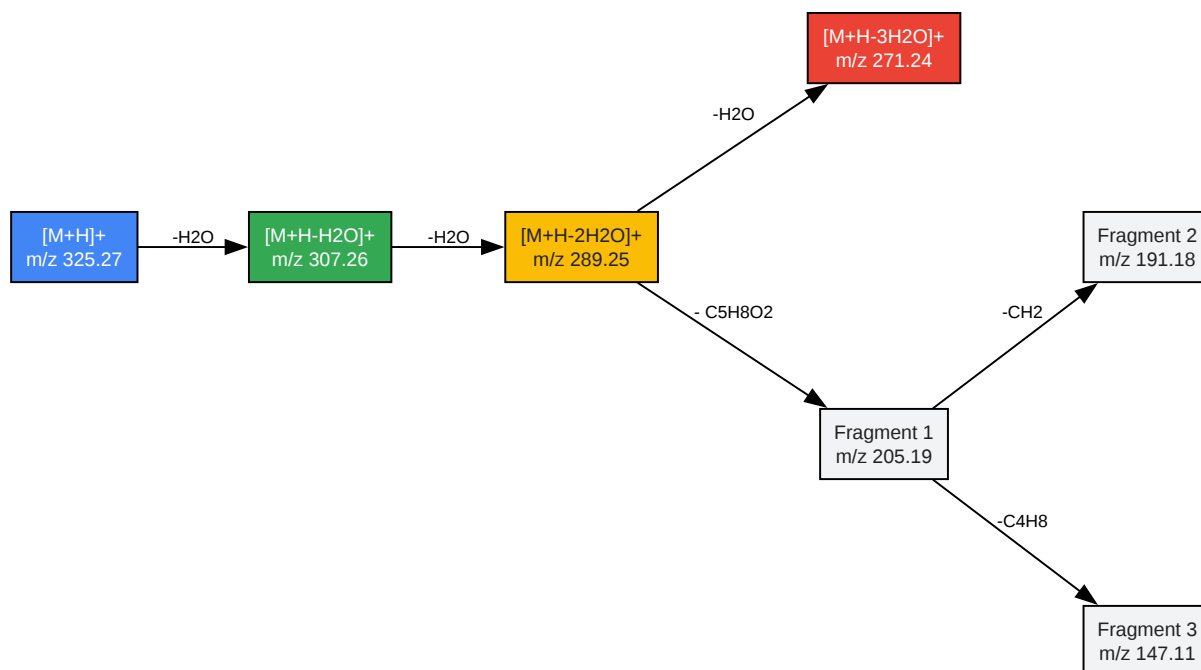 [M+H-3H2O]+
m/z 271.24
-H2O
[M+H]+
m/z 325.27
-H2O
[M+H-H2O]+
m/z 307.26
-H2O
[M+H-2H2O]+
m/z 289.25
Fragment 2
m/z 191.18
- C5H8O2
-CH2
Fragment 1
m/z 205.19
-C4H8
Fragment 3
m/z 147.11